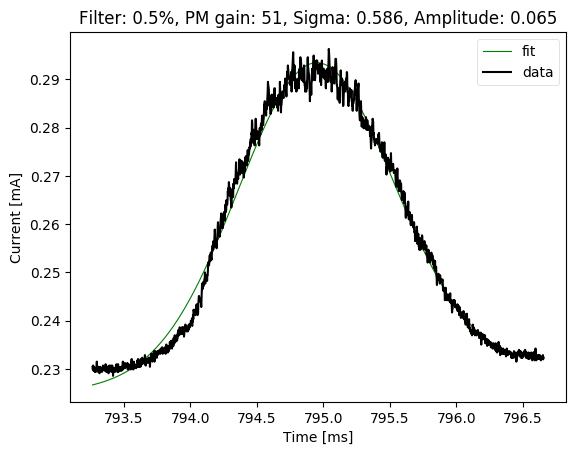 Filter: 0.5%, PM gain: 51, Sigma: 0.586, Amplitude: 0.065
fit
data
0.29
0.28
0.27
0.26
0.25
0.24
0.23
Current [mA]
793.5 794.0 794.5 795.0 795.5 796.0 796.5
Time [ms]